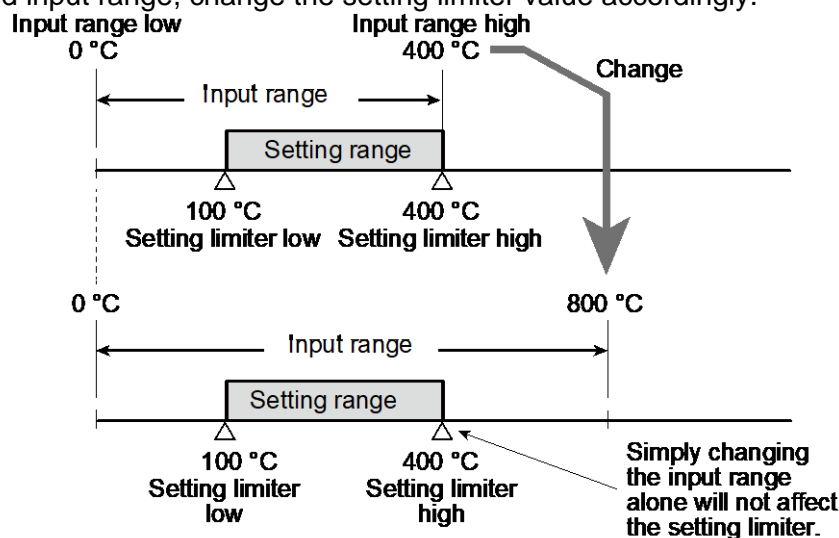 input range, change the setting limiter value accordingly.
Input range low
Input range high
0 °C
400 °C
Change
Input range
Setting range
100 °C
400 °C
Setting limiter low
Setting limiter high
0 °C
800 °C
Input range
Setting range
100 °C
400 °C
Setting limiter
low
Setting limiter
high
Simply changing
the input range
alone will not affect
the setting limiter.